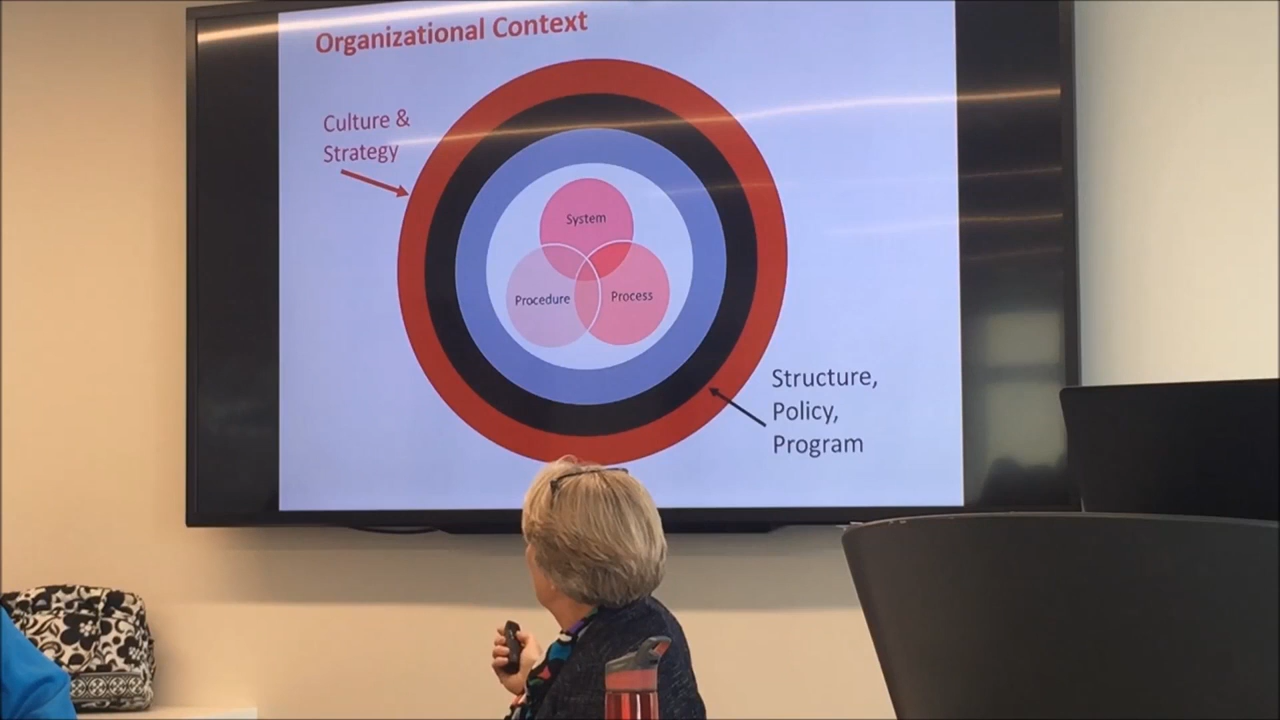 Organizational Context
Culture &
Strategy
System
Procedure
Process
Structure,
Policy,
Program